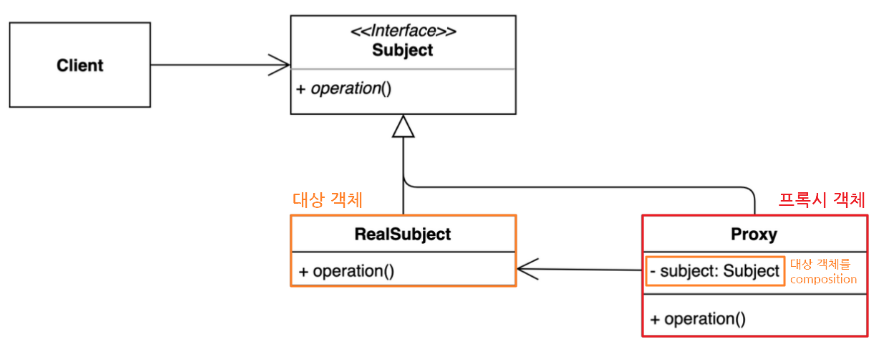 <<Interface>>
Subject
Client
+ operation()
대상 객체
프록시 객체
RealSubject
Proxy
+ operation()
- subject: Subject
대상 객체를
composition
+ operation()